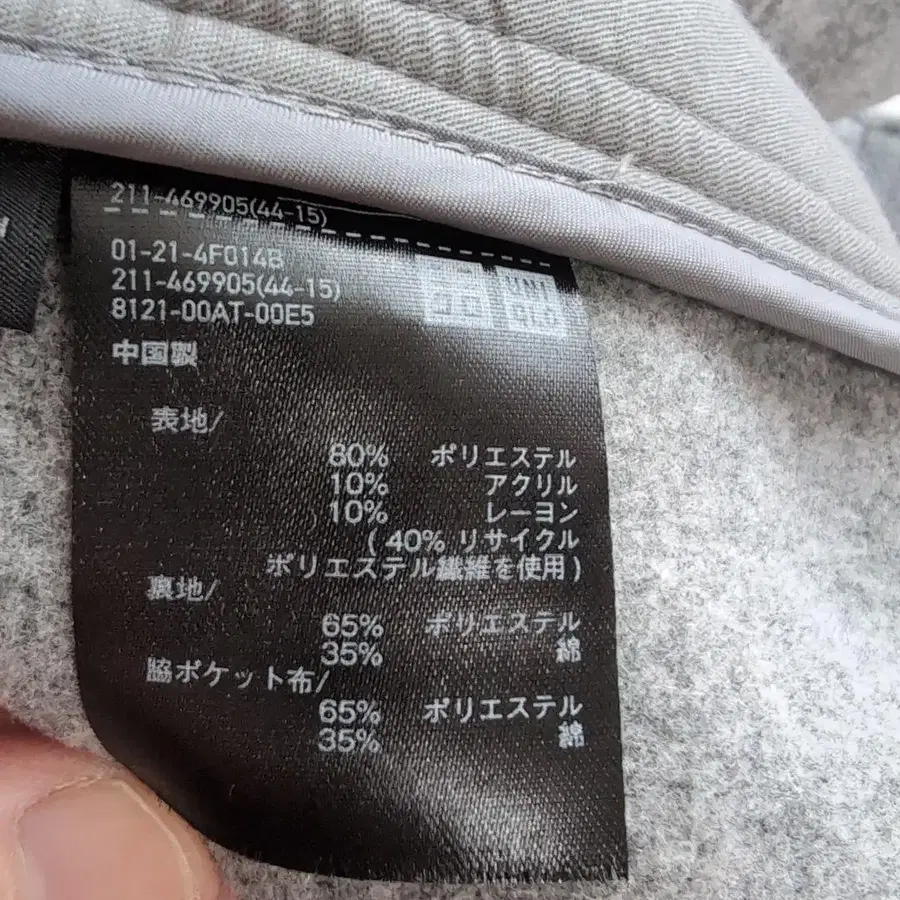 211-469905(44-15)
01-21-4F014B
211-469905(44-15)
8121-00AT-00E5
中国製
表地/
80% ポリエステル
10% アクリル
10% レーヨン
( 40% リサイクル
ポリエステル繊維を使用)
裏地/
65% ポリエステル
35% 綿
脇ポケット布/
65% ポリエステル
35% 綿